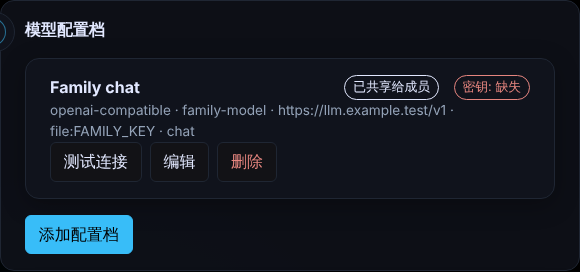 模型配置档
Family chat
已共享给成员
密钥: 缺失
openai-compatible · family-model · https://llm.example.test/v1 ·
file:FAMILY_KEY · chat
测试连接
编辑
删除
添加配置档